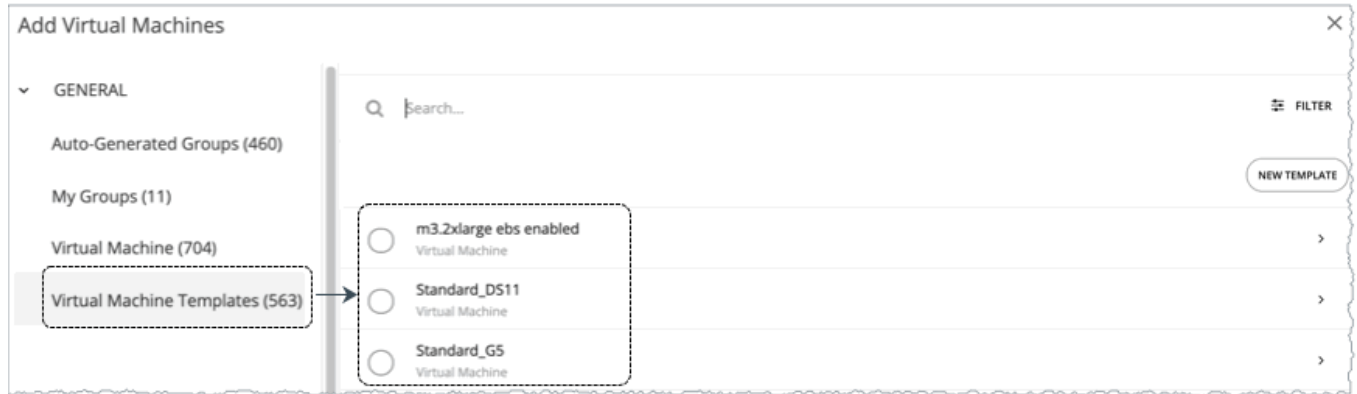 Add Virtual Machines
GENERAL
Auto-Generated Groups (460)
My Groups (11)
Virtual Machine (704)
Virtual Machine Templates (563)
Search...
FILTER
NEW TEMPLATE
m3.2xlarge ebs enabled
Virtual Machine
Standard_DS11
Virtual Machine
Standard_G5
Virtual Machine